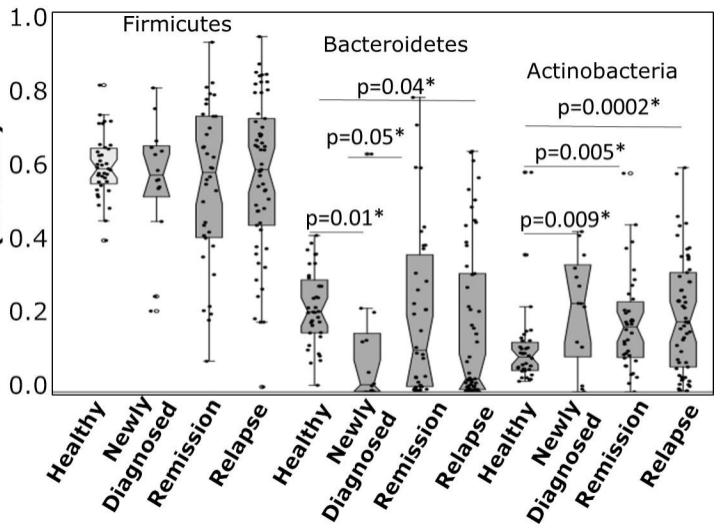 Firmicutes
Bacteroidetes
Actinobacteria
1.0
0.8
0.6
0.4
0.2
0.0
p=0.04*
p=0.05*
p=0.01*
p=0.0002*
p=0.005*
p=0.009*
Healthy
Newly
Diagnosed
Remission
Relapse
Healthy
Newly
Diagnosed
Remission
Relapse
Healthy
Newly
Diagnosed
Remission
Relapse